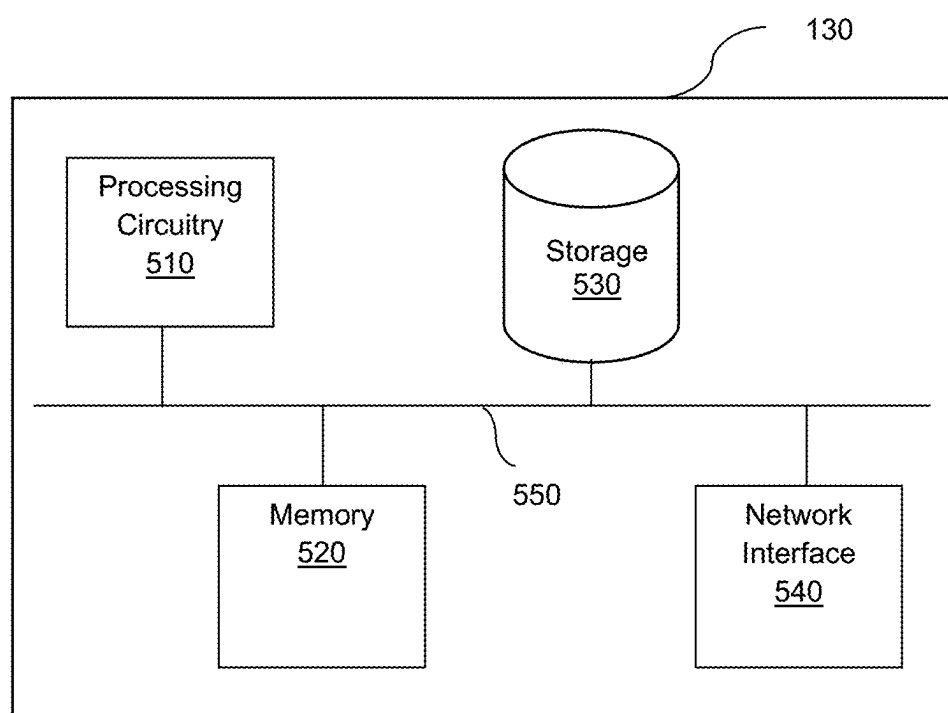 130
Processing
Circuitry
510
Storage
530
550
Memory
520
Network
Interface
540